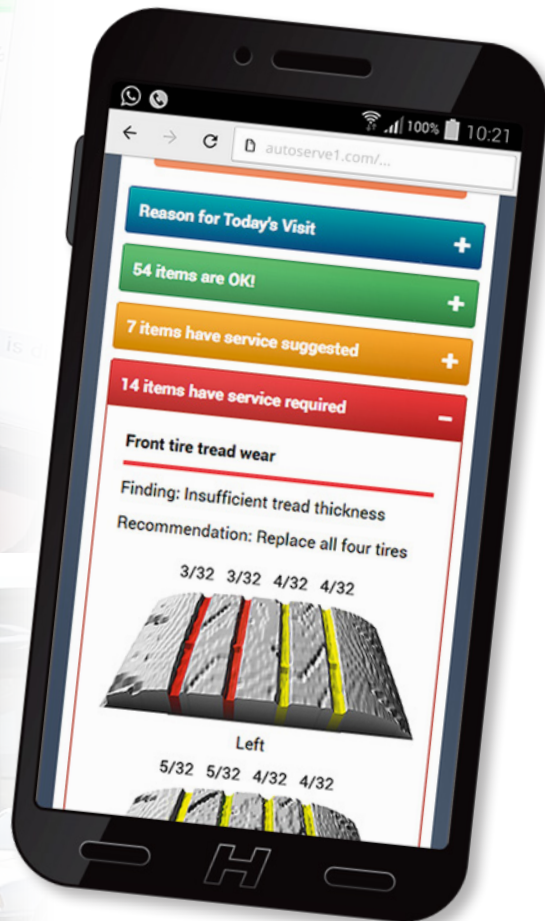 100% 10:21
autoserve1.com/...
Reason for Today's Visit
54 items are OK!
7 items have service suggested
14 items have service required
Front tire tread wear
Finding: Insufficient tread thickness
Recommendation: Replace all four tires
3/32 3/32 4/32 4/32
Left
5/32 5/32 4/32 4/32
H